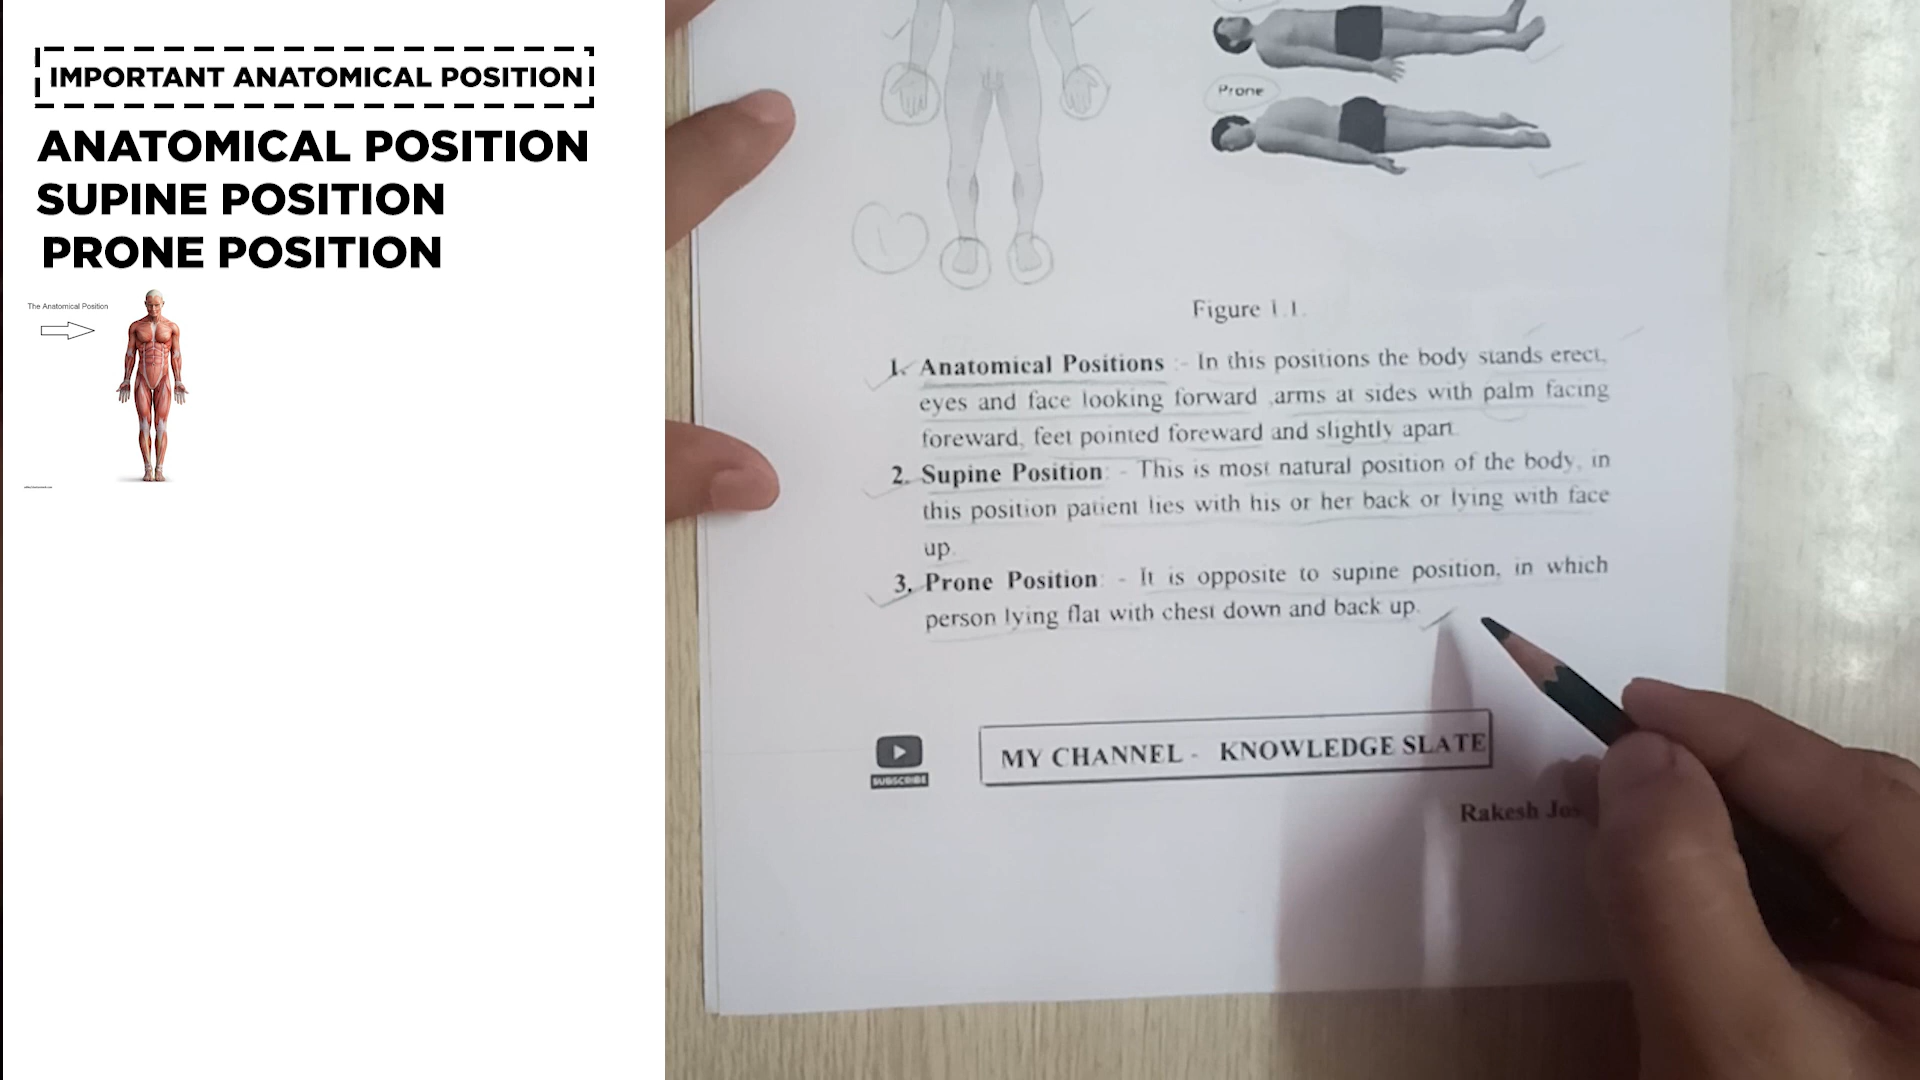 IMPORTANT ANATOMICAL POSITION
ANATOMICAL POSITION
SUPINE POSITION
PRONE POSITION
The Anatomical Position
Prone
Figure 1.1.
1. Anatomical Positions :- In this positions the body stands erect,
eyes and face looking forward ,arms at sides with palm facing
foreward, feet pointed foreward and slightly apart.
2. Supine Position: - This is most natural position of the body, in
this position patient lies with his or her back or lying with face
up.
3. Prone Position: - It is opposite to supine position, in which
person lying flat with chest down and back up.
SUBSCRIBE
MY CHANNEL - KNOWLEDGE SLATE
Rakesh